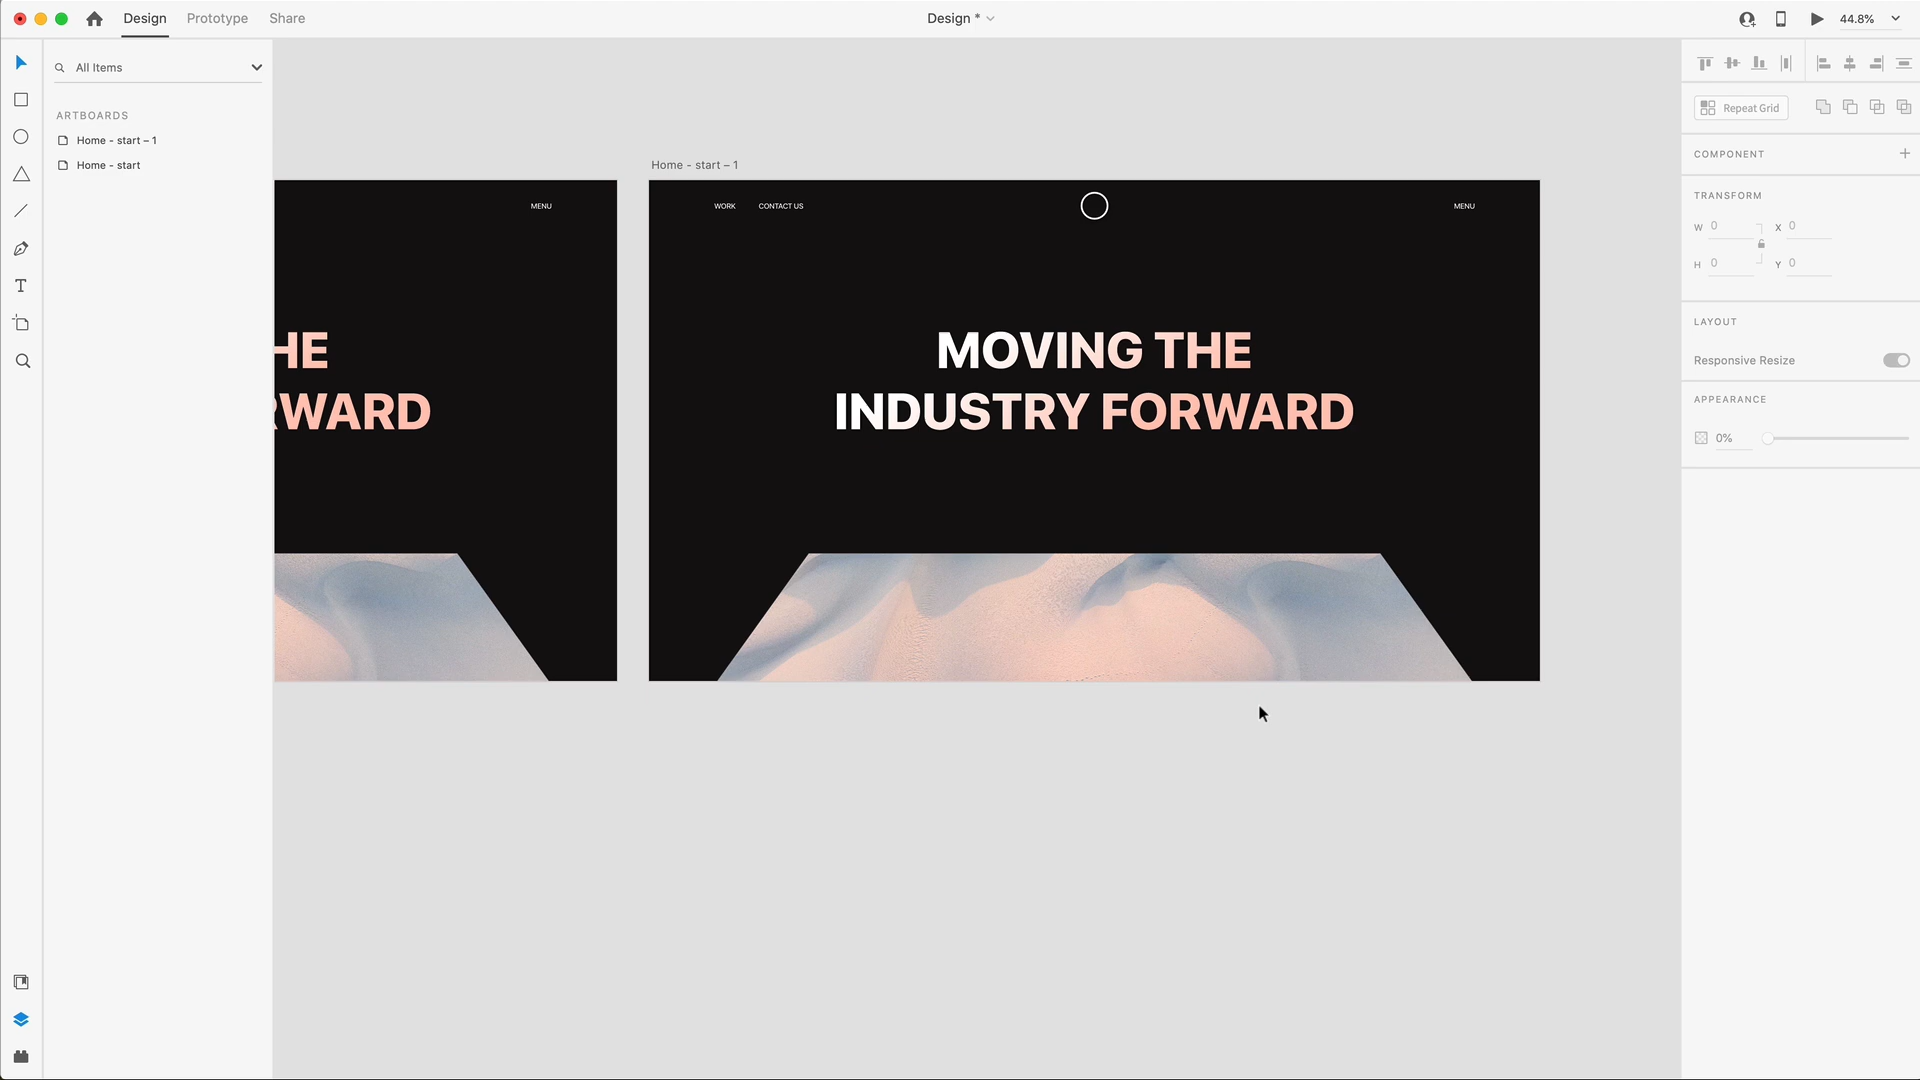 Design
Prototype
Share
Design *
44.8%
All Items
ARTBOARDS
Home - start – 1
Home - start
MENU
HE
RWARD
Home - start – 1
WORK
CONTACT US
MENU
MOVING THE
INDUSTRY FORWARD
Repeat Grid
COMPONENT
TRANSFORM
W 0
X 0
H 0
Y 0
LAYOUT
Responsive Resize
APPEARANCE
0%